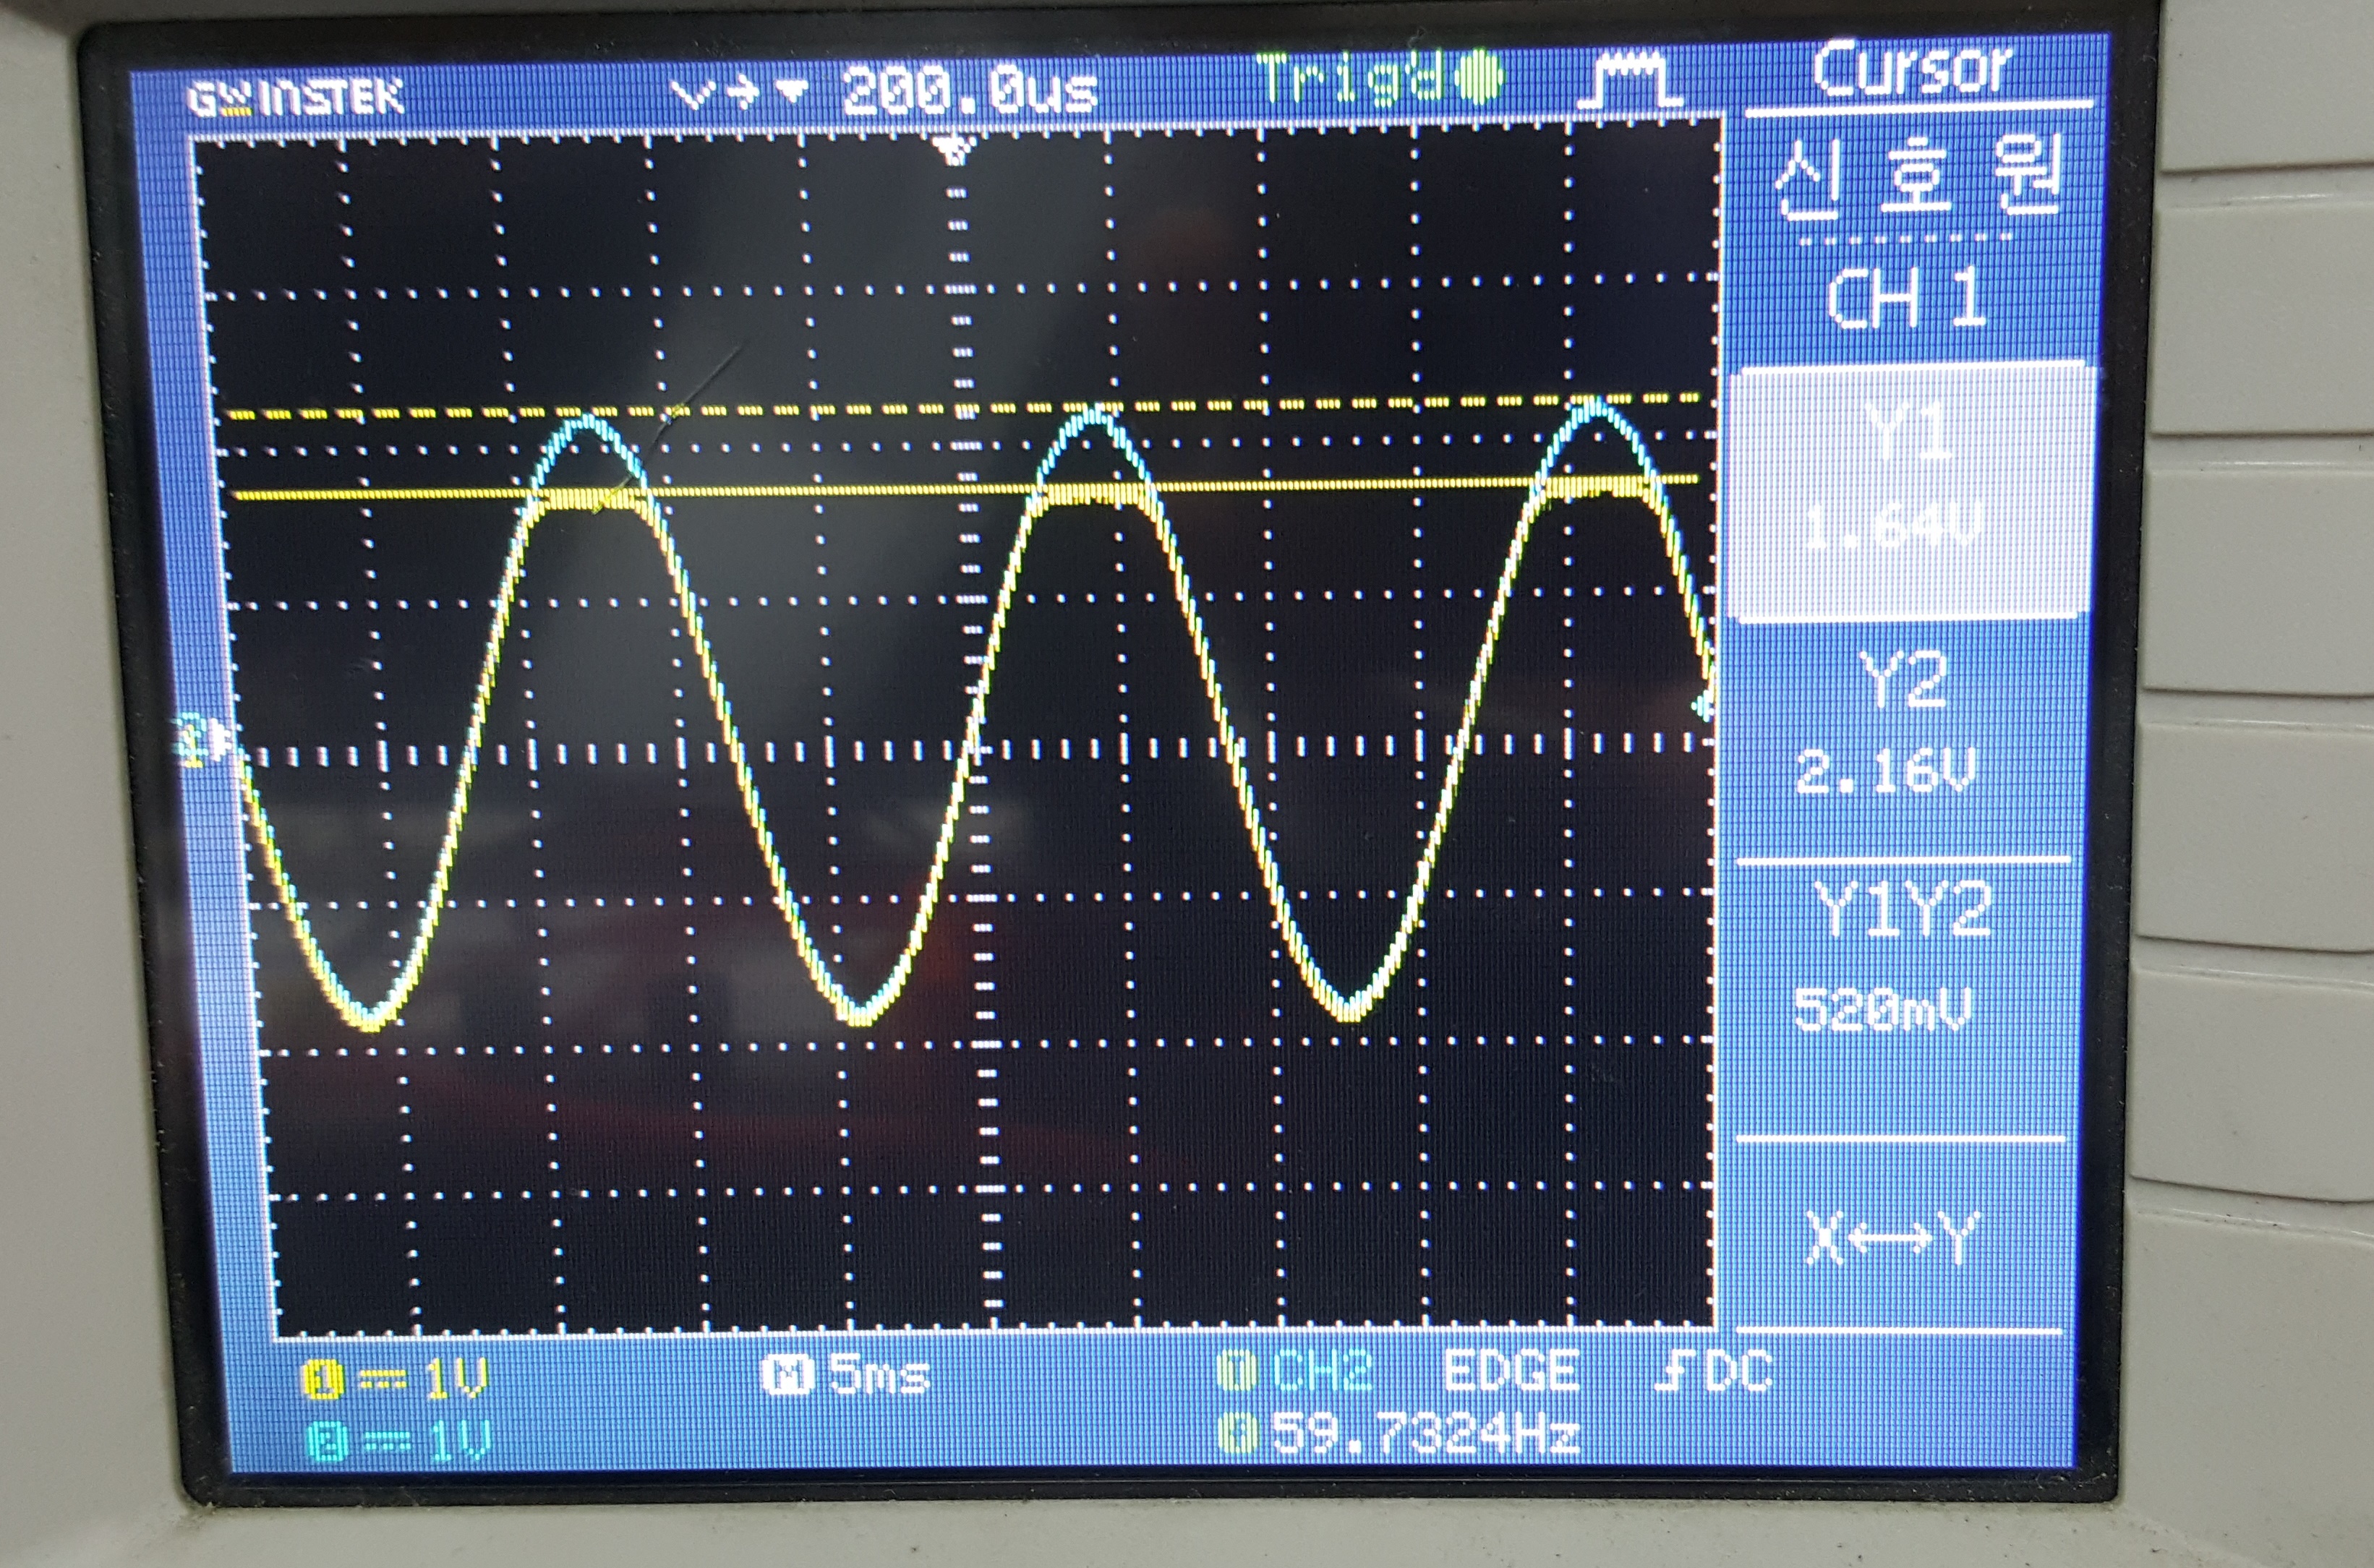 GW INSTEK 200.0us Trig'd Cursor
신호원
CH 1
Y1
1.64V
Y2
2.16V
Y1Y2
520mV
X↔Y
1 1V M 5ms T CH2 EDGE DC
2 1V 59.7324Hz